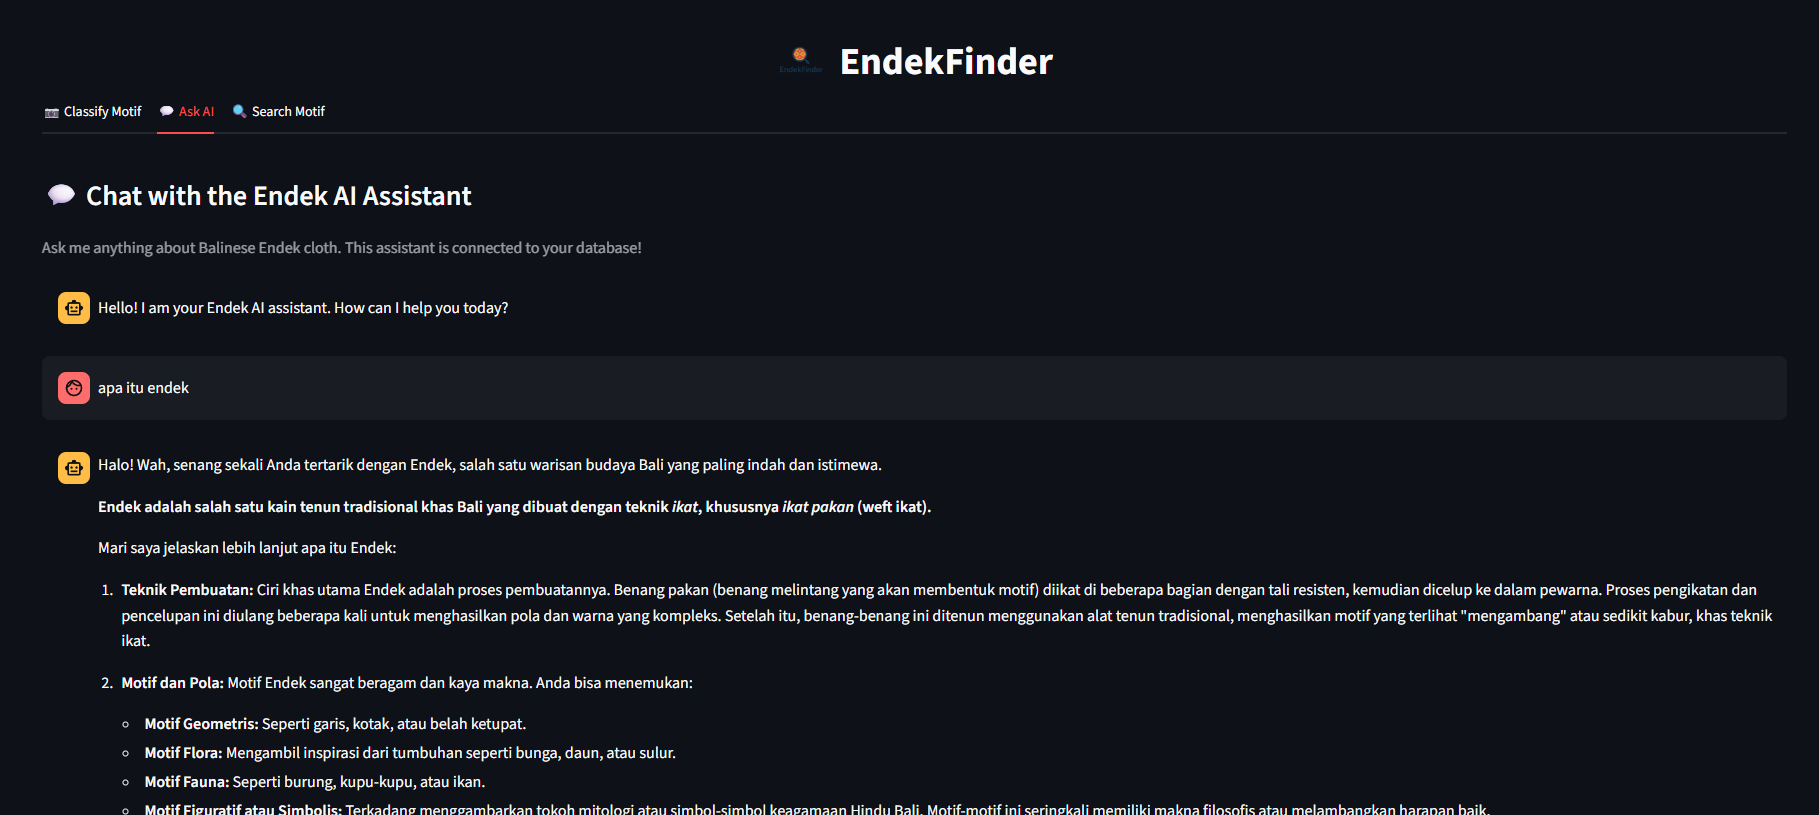 EndekFinder
EndekFinder
Classify Motif
Ask AI
Search Motif
Chat with the Endek AI Assistant
Ask me anything about Balinese Endek cloth. This assistant is connected to your database!
Hello! I am your Endek AI assistant. How can I help you today?
apa itu endek
Halo! Wah, senang sekali Anda tertarik dengan Endek, salah satu warisan budaya Bali yang paling indah dan istimewa.
Endek adalah salah satu kain tenun tradisional khas Bali yang dibuat dengan teknik ikat, khususnya ikat pakan (weft ikat).
Mari saya jelaskan lebih lanjut apa itu Endek:
1. Teknik Pembuatan: Ciri khas utama Endek adalah proses pembuatannya. Benang pakan (benang melintang yang akan membentuk motif) diikat di beberapa bagian dengan tali resisten, kemudian dicelup ke dalam pewarna. Proses pengikatan dan
pencelupan ini diulang beberapa kali untuk menghasilkan pola dan warna yang kompleks. Setelah itu, benang-benang ini ditenun menggunakan alat tenun tradisional, menghasilkan motif yang terlihat "mengambang" atau sedikit kabur, khas teknik
ikat.
2. Motif dan Pola: Motif Endek sangat beragam dan kaya makna. Anda bisa menemukan:
◦ Motif Geometris: Seperti garis, kotak, atau belah ketupat.
◦ Motif Flora: Mengambil inspirasi dari tumbuhan seperti bunga, daun, atau sulur.
◦ Motif Fauna: Seperti burung, kupu-kupu, atau ikan.
◦ Motif Figuratif atau Simbolis: Terkadang menggambarkan tokoh mitologi atau simbol-simbol keagamaan Hindu Bali. Motif-motif ini seringkali memiliki makna filosofis atau melambangkan harapan baik.